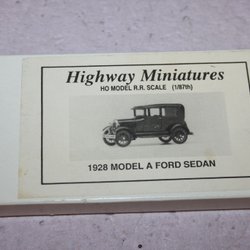 Highway Miniatures
HO MODEL R.R. SCALE (1/87th)
1928 MODEL A FORD SEDAN